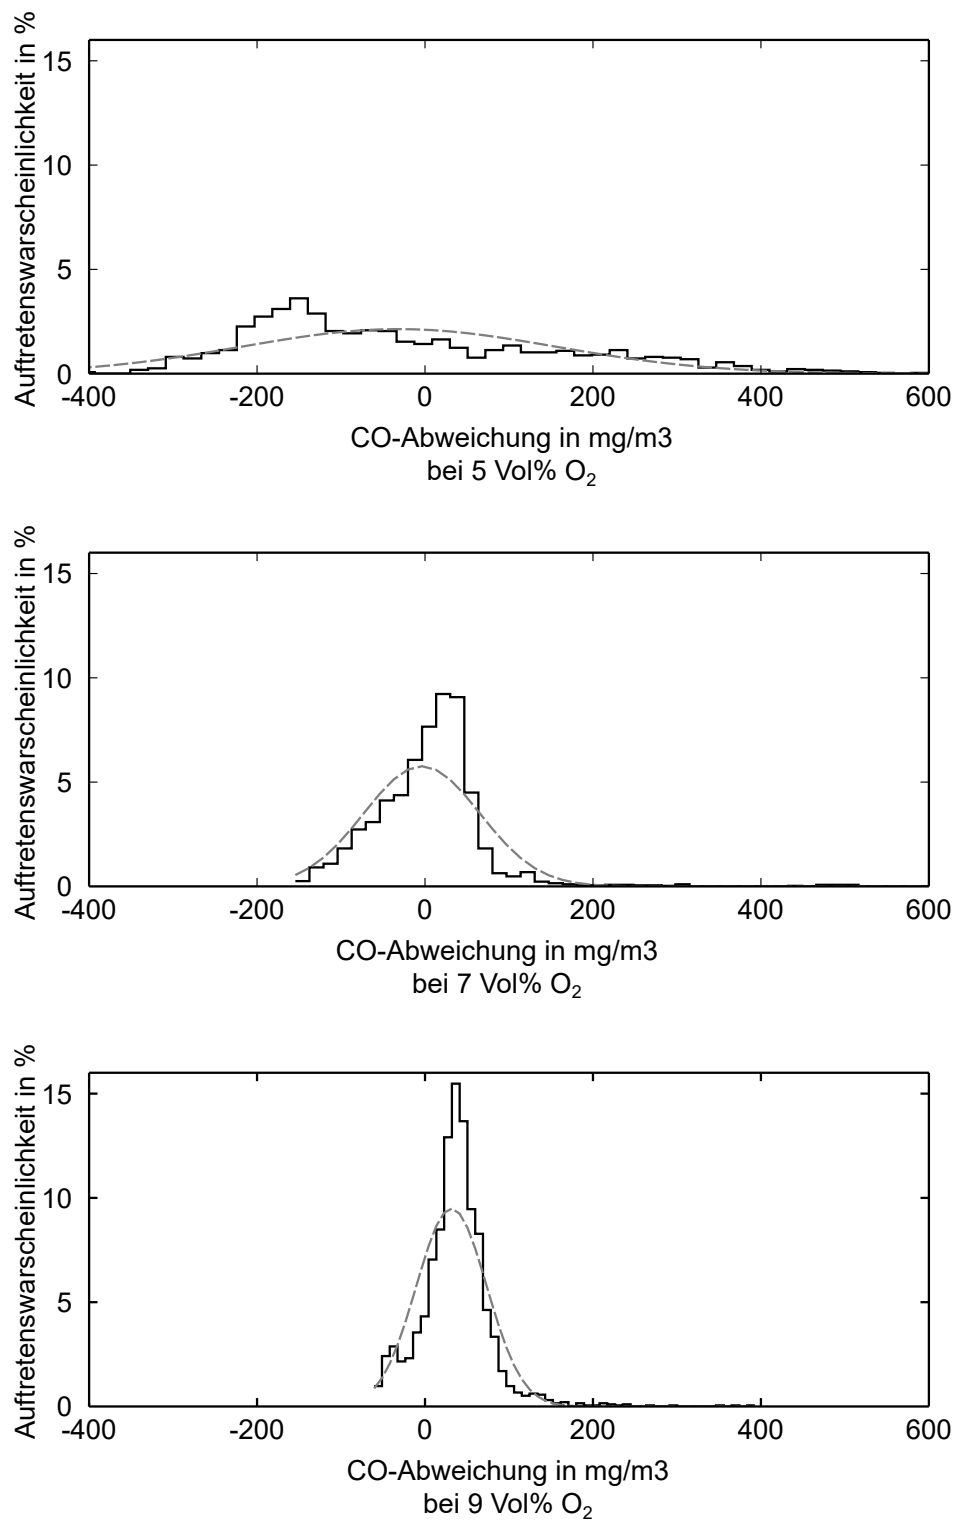 Auftretenswarscheinlichkeit in %
15
10
5
0
-400 -200 0 200 400 600
CO-Abweichung in mg/m3
bei 5 Vol% O₂
Auftretenswarscheinlichkeit in %
15
10
5
0
-400 -200 0 200 400 600
CO-Abweichung in mg/m3
bei 7 Vol% O₂
Auftretenswarscheinlichkeit in %
15
10
5
0
-400 -200 0 200 400 600
CO-Abweichung in mg/m3
bei 9 Vol% O₂